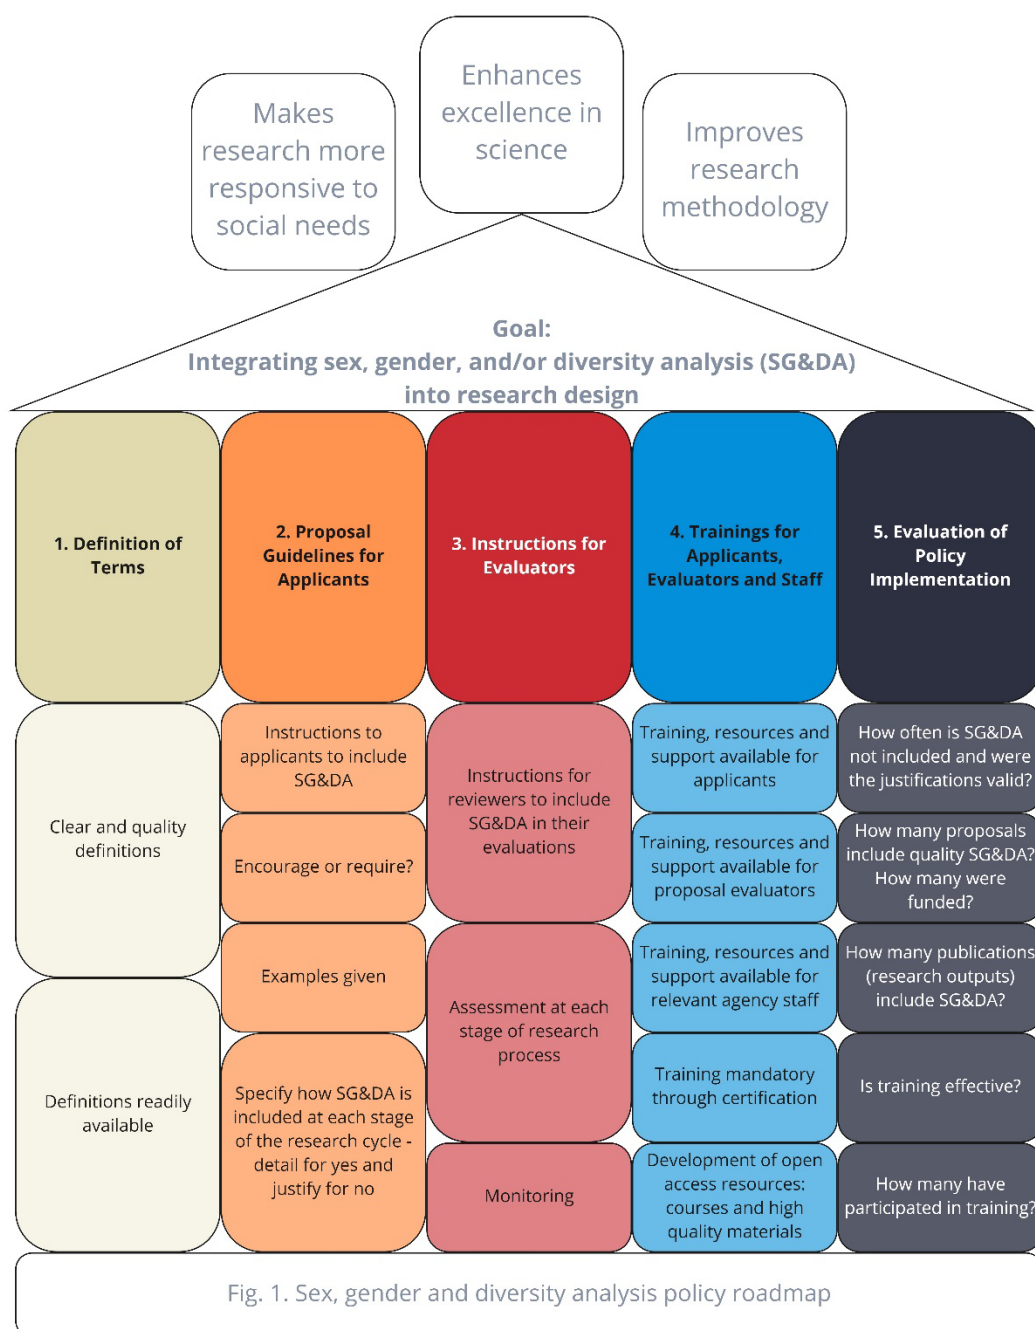 Makes
research more
responsive to
social needs
Enhances
excellence in
science
Improves
research
methodology
Goal:
Integrating sex, gender, and/or diversity analysis (SG&DA)
into research design
1. Definition of
Terms
2. Proposal
Guidelines for
Applicants
3. Instructions for
Evaluators
4. Trainings for
Applicants,
Evaluators and Staff
5. Evaluation of
Policy
Implementation
Clear and quality
definitions
Definitions readily
available
Instructions to
applicants to include
SG&DA
Encourage or require?
Examples given
Specify how SG&DA is
included at each stage
of the research cycle -
detail for yes and
justify for no
Instructions for
reviewers to include
SG&DA in their
evaluations
Assessment at each
stage of research
process
Monitoring
Training, resources and
support available for
applicants
Training, resources and
support available for
proposal evaluators
Training, resources and
support available for
relevant agency staff
Training mandatory
through certification
Development of open
access resources:
courses and high
quality materials
How often is SG&DA
not included and were
the justifications valid?
How many proposals
include quality SG&DA?
How many were
funded?
How many publications
(research outputs)
include SG&DA?
Is training effective?
How many have
participated in training?
Fig. 1. Sex, gender and diversity analysis policy roadmap